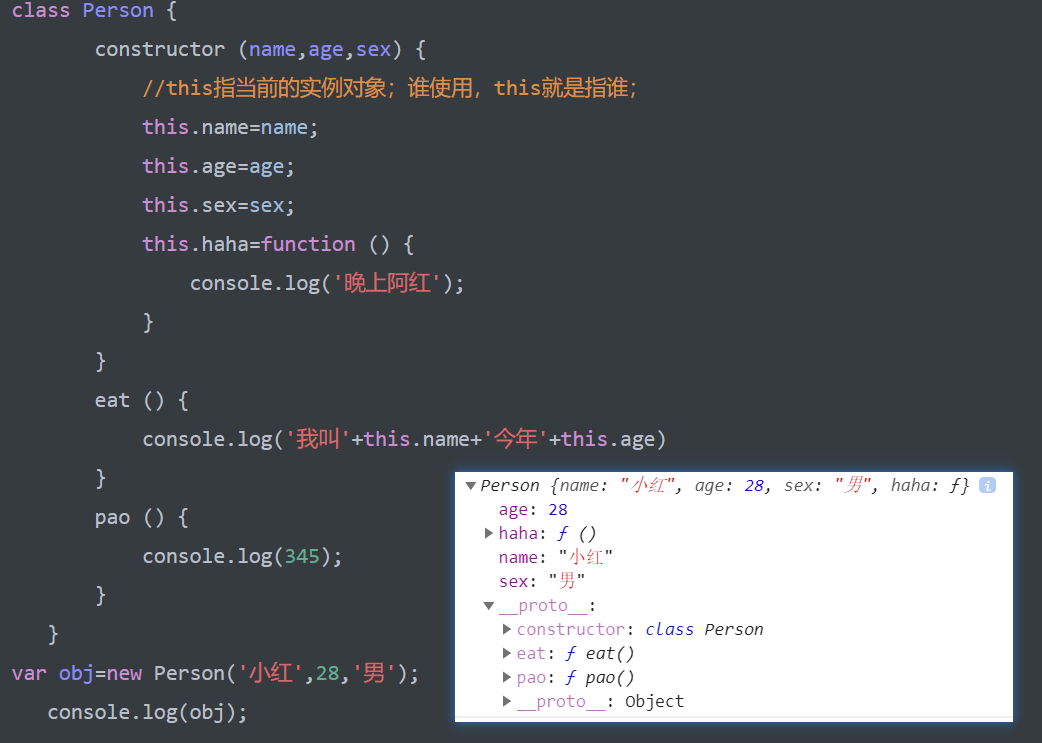 class Person {
constructor (name,age,sex) {
//this指当前的实例对象；谁使用，this就是指谁；
this.name=name;
this.age=age;
this.sex=sex;
this.haha=function () {
console.log('晚上阿红');
}
}
eat () {
console.log('我叫'+this.name+'今年'+this.age)
}
pao () {
console.log(345);
}
}
var obj=new Person('小红',28,'男');
console.log(obj);
Person {name: "小红", age: 28, sex: "男", haha: ƒ} i
age: 28
haha: ƒ ()
name: "小红"
sex: "男"
__proto__:
constructor: class Person
eat: ƒ eat()
pao: ƒ pao()
__proto__: Object